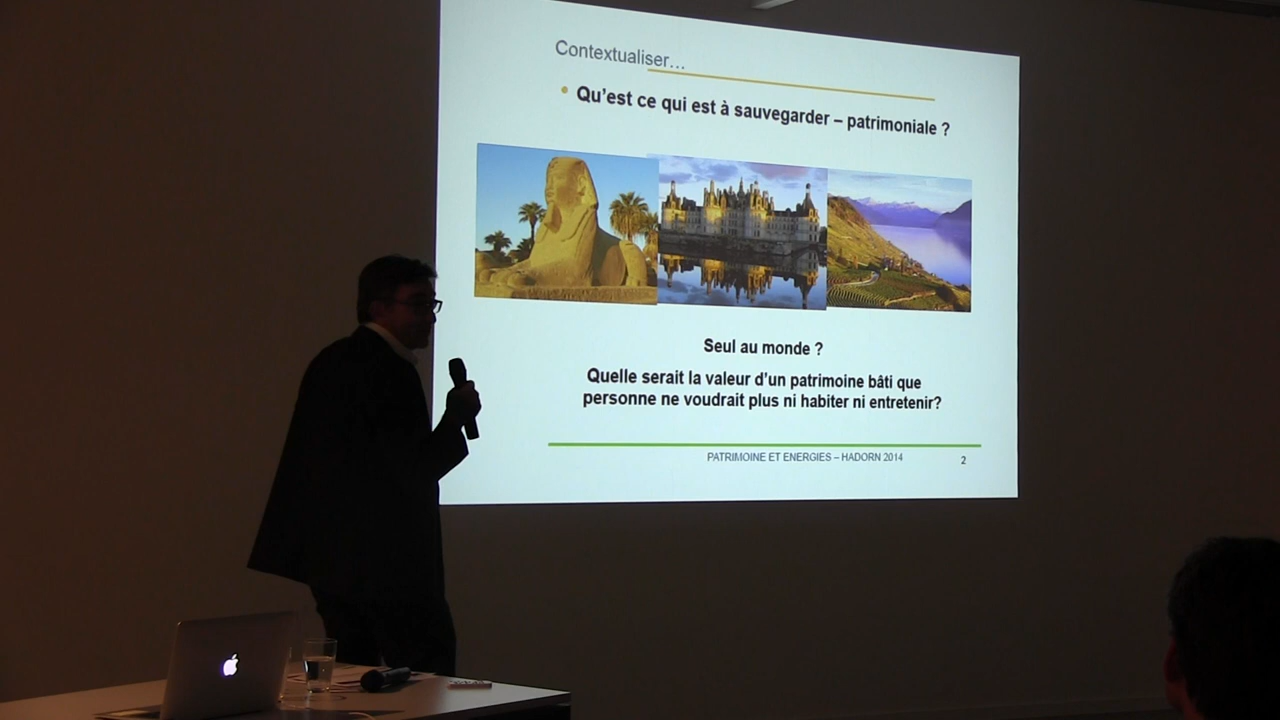 Contextualiser…
• Qu'est ce qui est à sauvegarder – patrimoniale ?
Seul au monde ?
Quelle serait la valeur d'un patrimoine bâti que
personne ne voudrait plus ni habiter ni entretenir?
PATRIMOINE ET ENERGIES – HADORN 2014
2